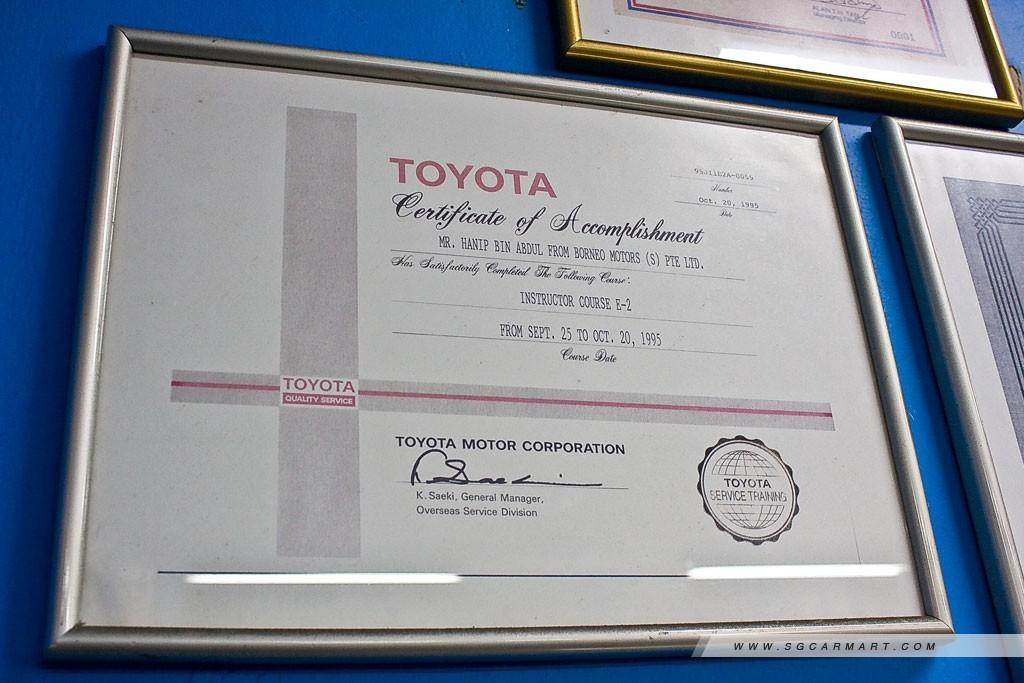 0001
TOYOTA
Number
Oct. 20, 1995
Date
Certificate of Accomplishment
MR. HANIP BIN ABDUL FROM BORNEO MOTORS (S) PTE LTD.
Has Satisfactorily Completed The Following Course:
INSTRUCTOR COURSE E-2
FROM SEPT. 25 TO OCT. 20, 1995
Course Date
TOYOTA
QUALITY SERVICE
TOYOTA MOTOR CORPORATION
K. Saeki, General Manager,
Overseas Service Division
TOYOTA
SERVICE TRAINING
WWW.SGCARMART.COM